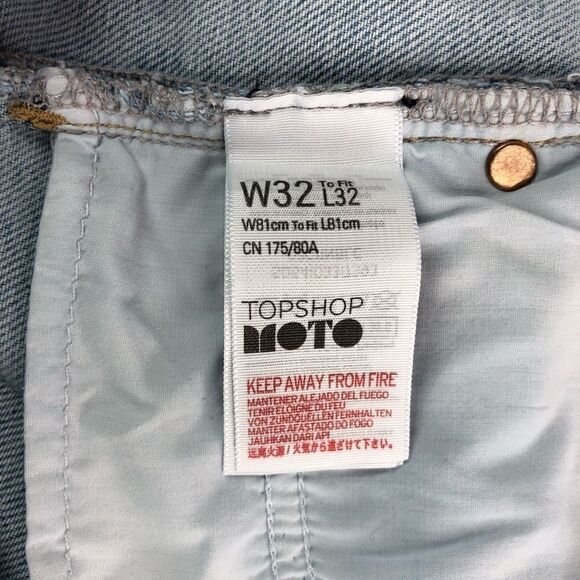 W32 To Fit L32
W81cm To Fit L81cm
CN 175/80A
TOPSHOP
MOTO
KEEP AWAY FROM FIRE
MANTENER ALEJADO DEL FUEGO
TENIR ELOIGNE DU FEU
VON ZUNDQUELLEN FERNHALTEN
MANTER AFASTADO DO FOGO
JAUHKAN DARI API
远离火源/火気から遠ざけて下さい。